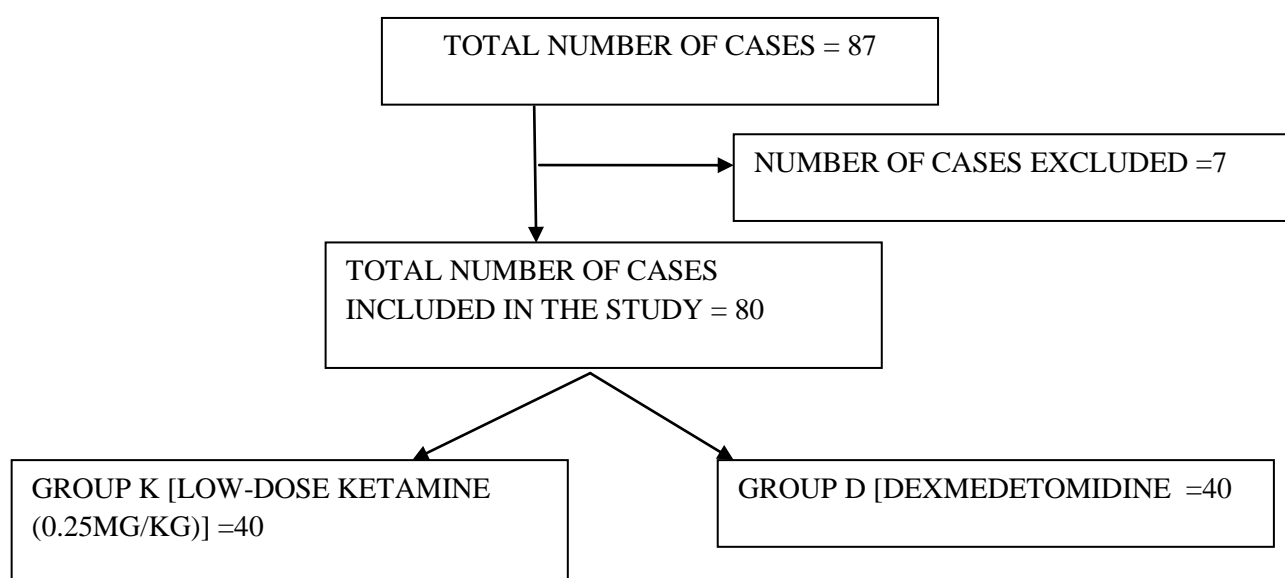 TOTAL NUMBER OF CASES = 87
NUMBER OF CASES EXCLUDED =7
TOTAL NUMBER OF CASES
INCLUDED IN THE STUDY = 80
GROUP K [LOW-DOSE KETAMINE
(0.25MG/KG)] =40
GROUP D [DEXMEDETOMIDINE =40